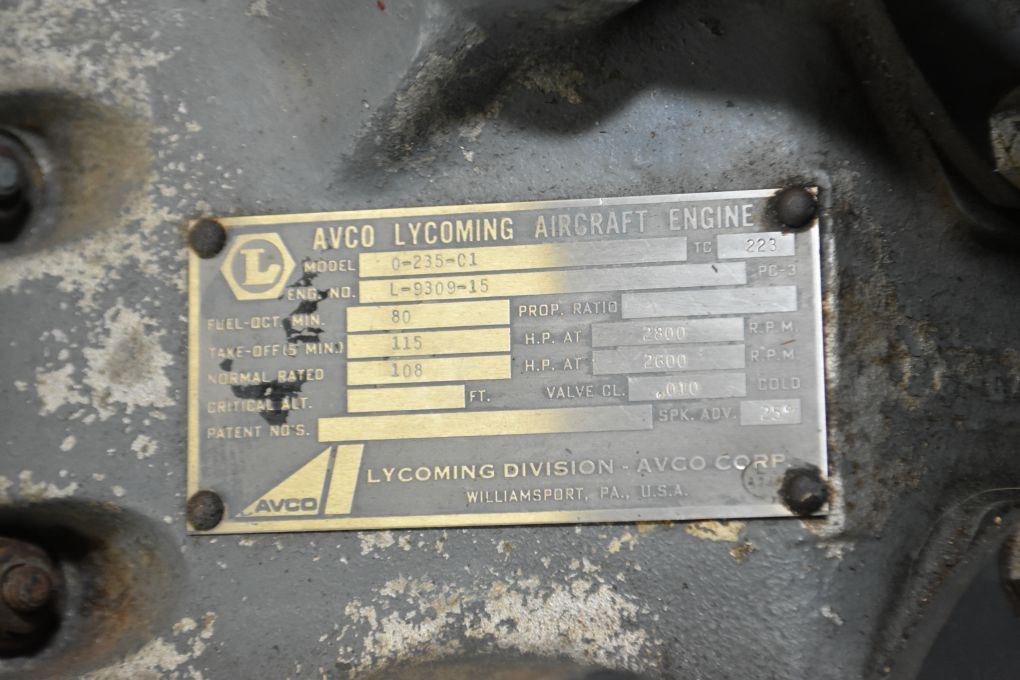 AVCO LYCOMING AIRCRAFT ENGINE
L MODEL O-235-C1 TC 223
ENG. NO. L-9309-15 PC-3
FUEL-OCT. MIN. 80 PROP. RATIO
TAKE-OFF (5 MIN.) 115 H.P. AT 2800 R.P.M.
NORMAL RATED 108 H.P. AT 2600 R.P.M.
CRITICAL ALT. FT. VALVE CL. .010 COLD
PATENT NO'S. SPK. ADV. 25°
AVCO LYCOMING DIVISION - AVCO CORP.
WILLIAMSPORT, PA., U.S.A.